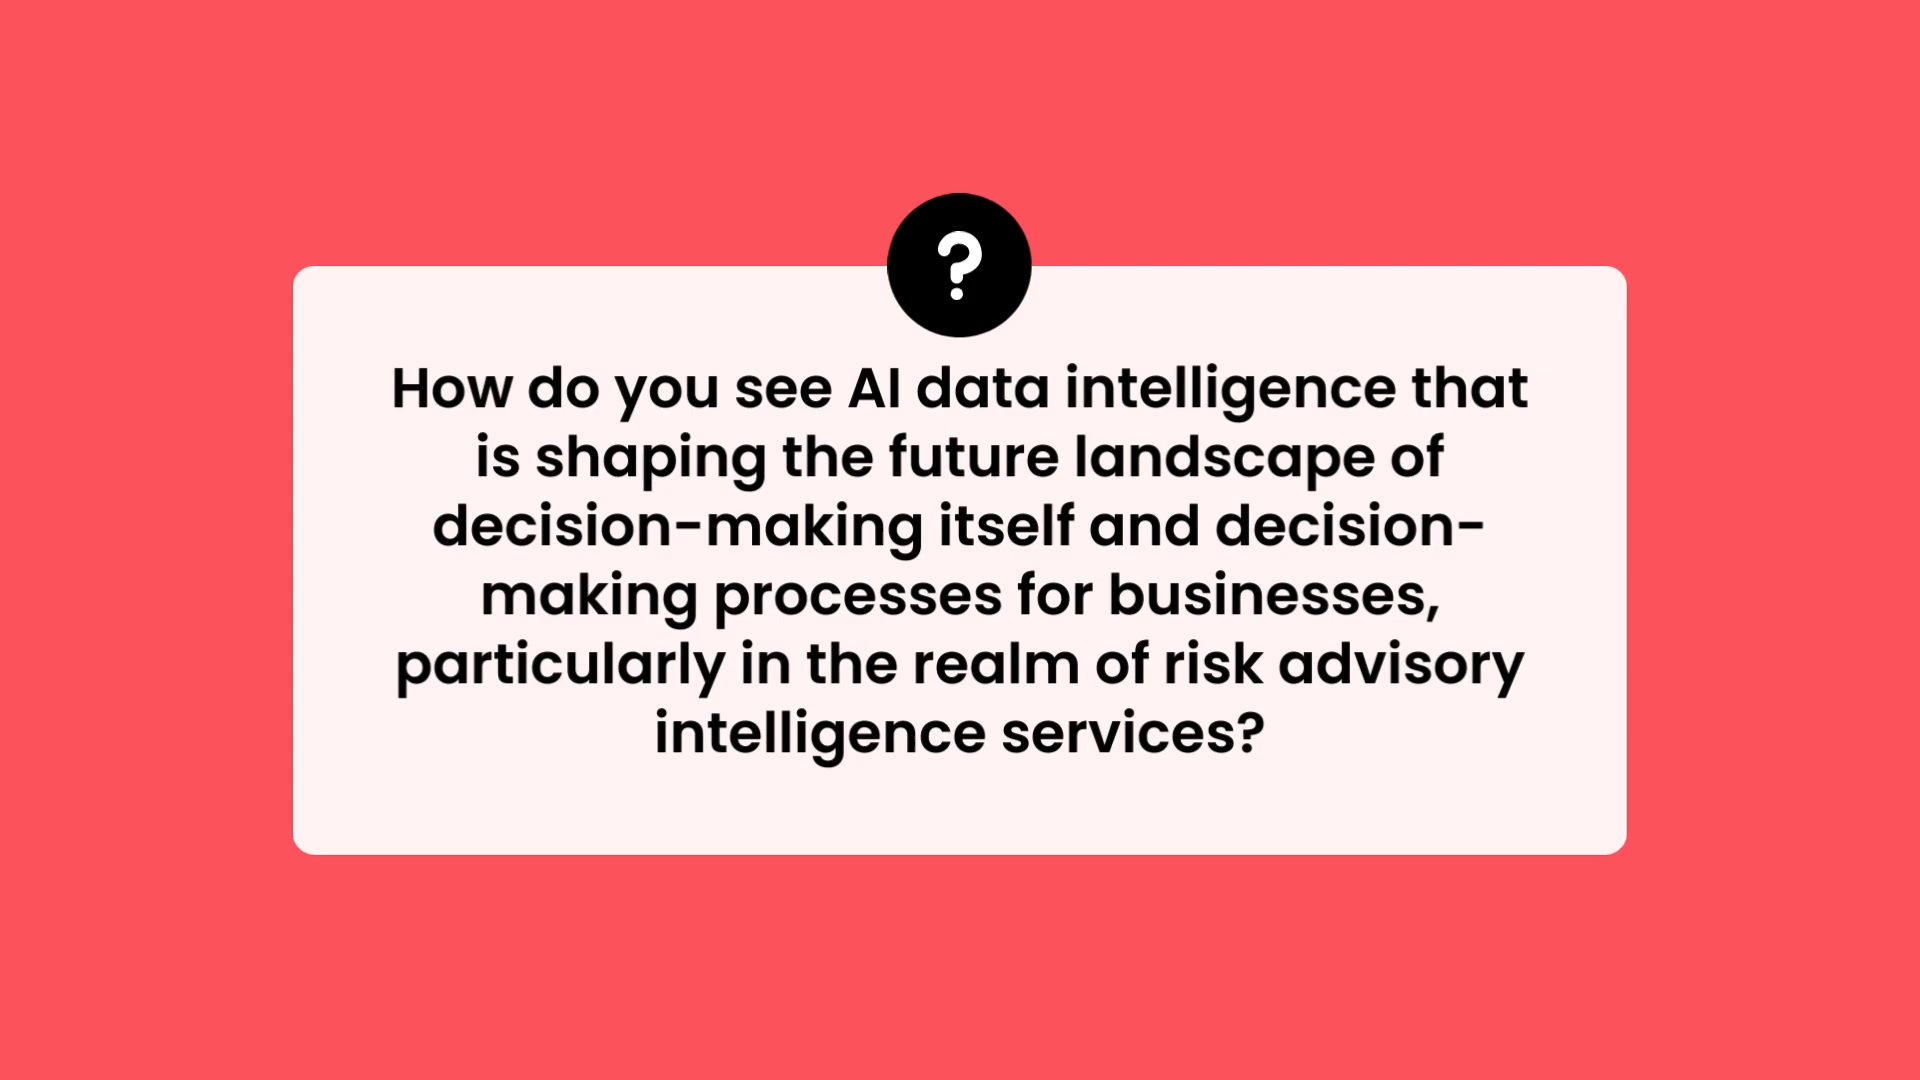 ?
How do you see AI data intelligence that
is shaping the future landscape of
decision-making itself and decision-
making processes for businesses,
particularly in the realm of risk advisory
intelligence services?